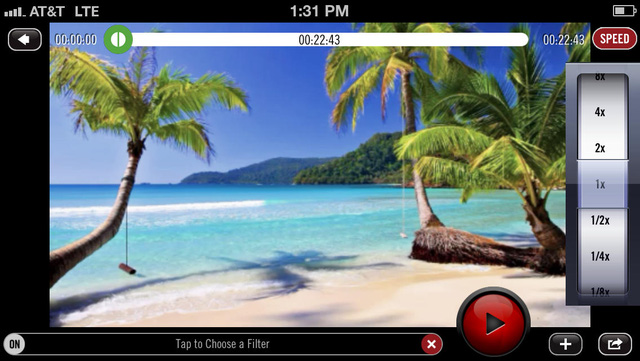 AT&T LTE 1:31 PM
00:00:00 00:22:43 00:22:43 SPEED
8x
4x
2x
1x
1/2x
1/4x
1/8x
ON Tap to Choose a Filter